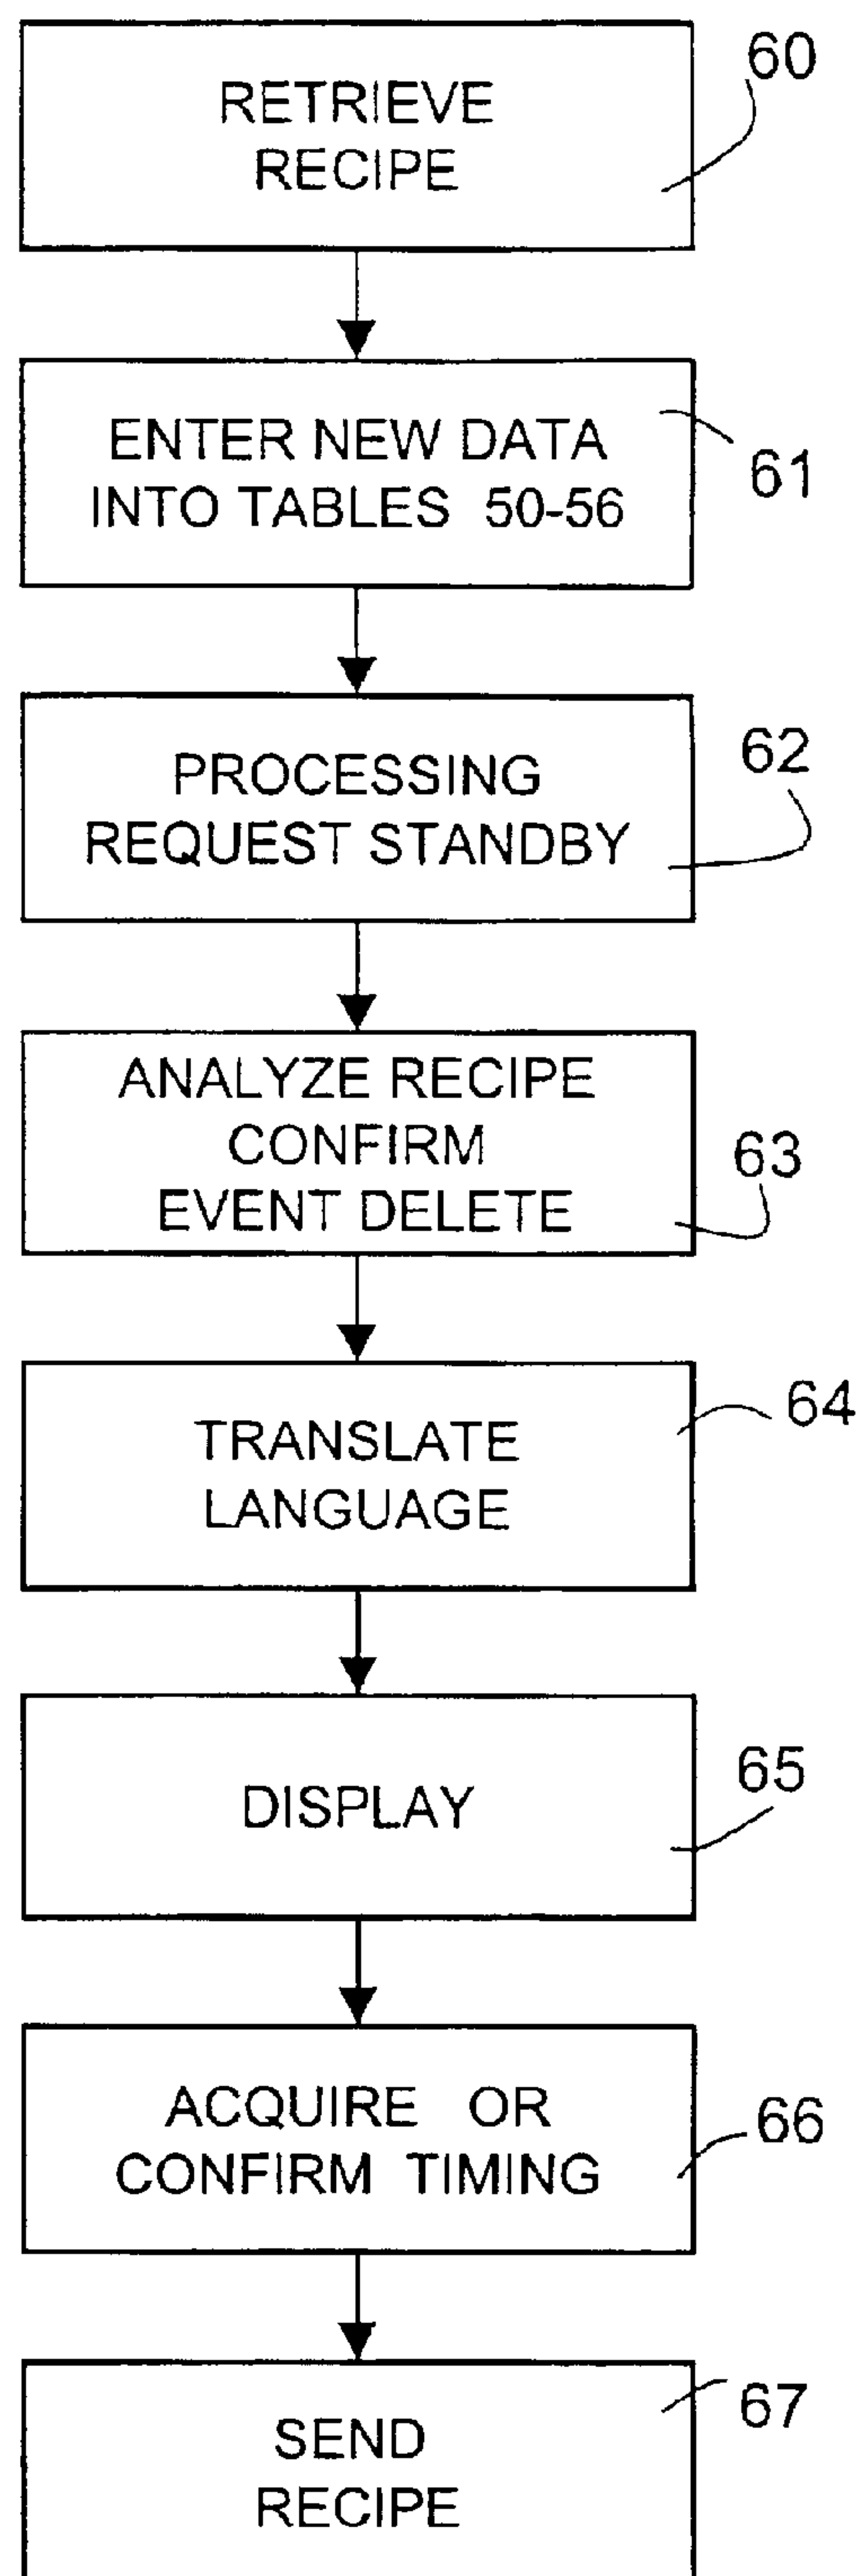 60
RETRIEVE
RECIPE
ENTER NEW DATA
INTO TABLES 50-56
61
PROCESSING
REQUEST STANDBY
62
ANALYZE RECIPE
CONFIRM
EVENT DELETE
63
TRANSLATE
LANGUAGE
64
DISPLAY
65
ACQUIRE OR
CONFIRM TIMING
66
SEND
RECIPE
67